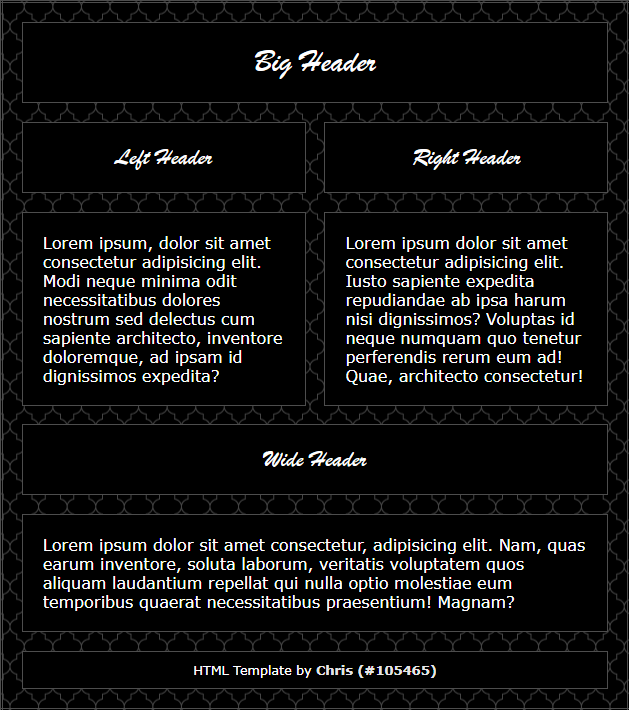 Big Header
Left Header
Right Header
Lorem ipsum, dolor sit amet
consectetur adipisicing elit.
Modi neque minima odit
necessitatibus dolores
nostrum sed delectus cum
sapiente architecto, inventore
doloremque, ad ipsam id
dignissimos expedita?
Lorem ipsum dolor sit amet
consectetur adipisicing elit.
Iusto sapiente expedita
repudiandae ab ipsa harum
nisi dignissimos? Voluptas id
neque numquam quo tenetur
perferendis rerum eum ad!
Quae, architecto consectetur!
Wide Header
Lorem ipsum dolor sit amet consectetur, adipisicing elit. Nam, quas
earum inventore, soluta laborum, veritatis voluptatem quos
aliquam laudantium repellat qui nulla optio molestiae eum
temporibus quaerat necessitatibus praesentium! Magnam?
HTML Template by Chris (#105465)